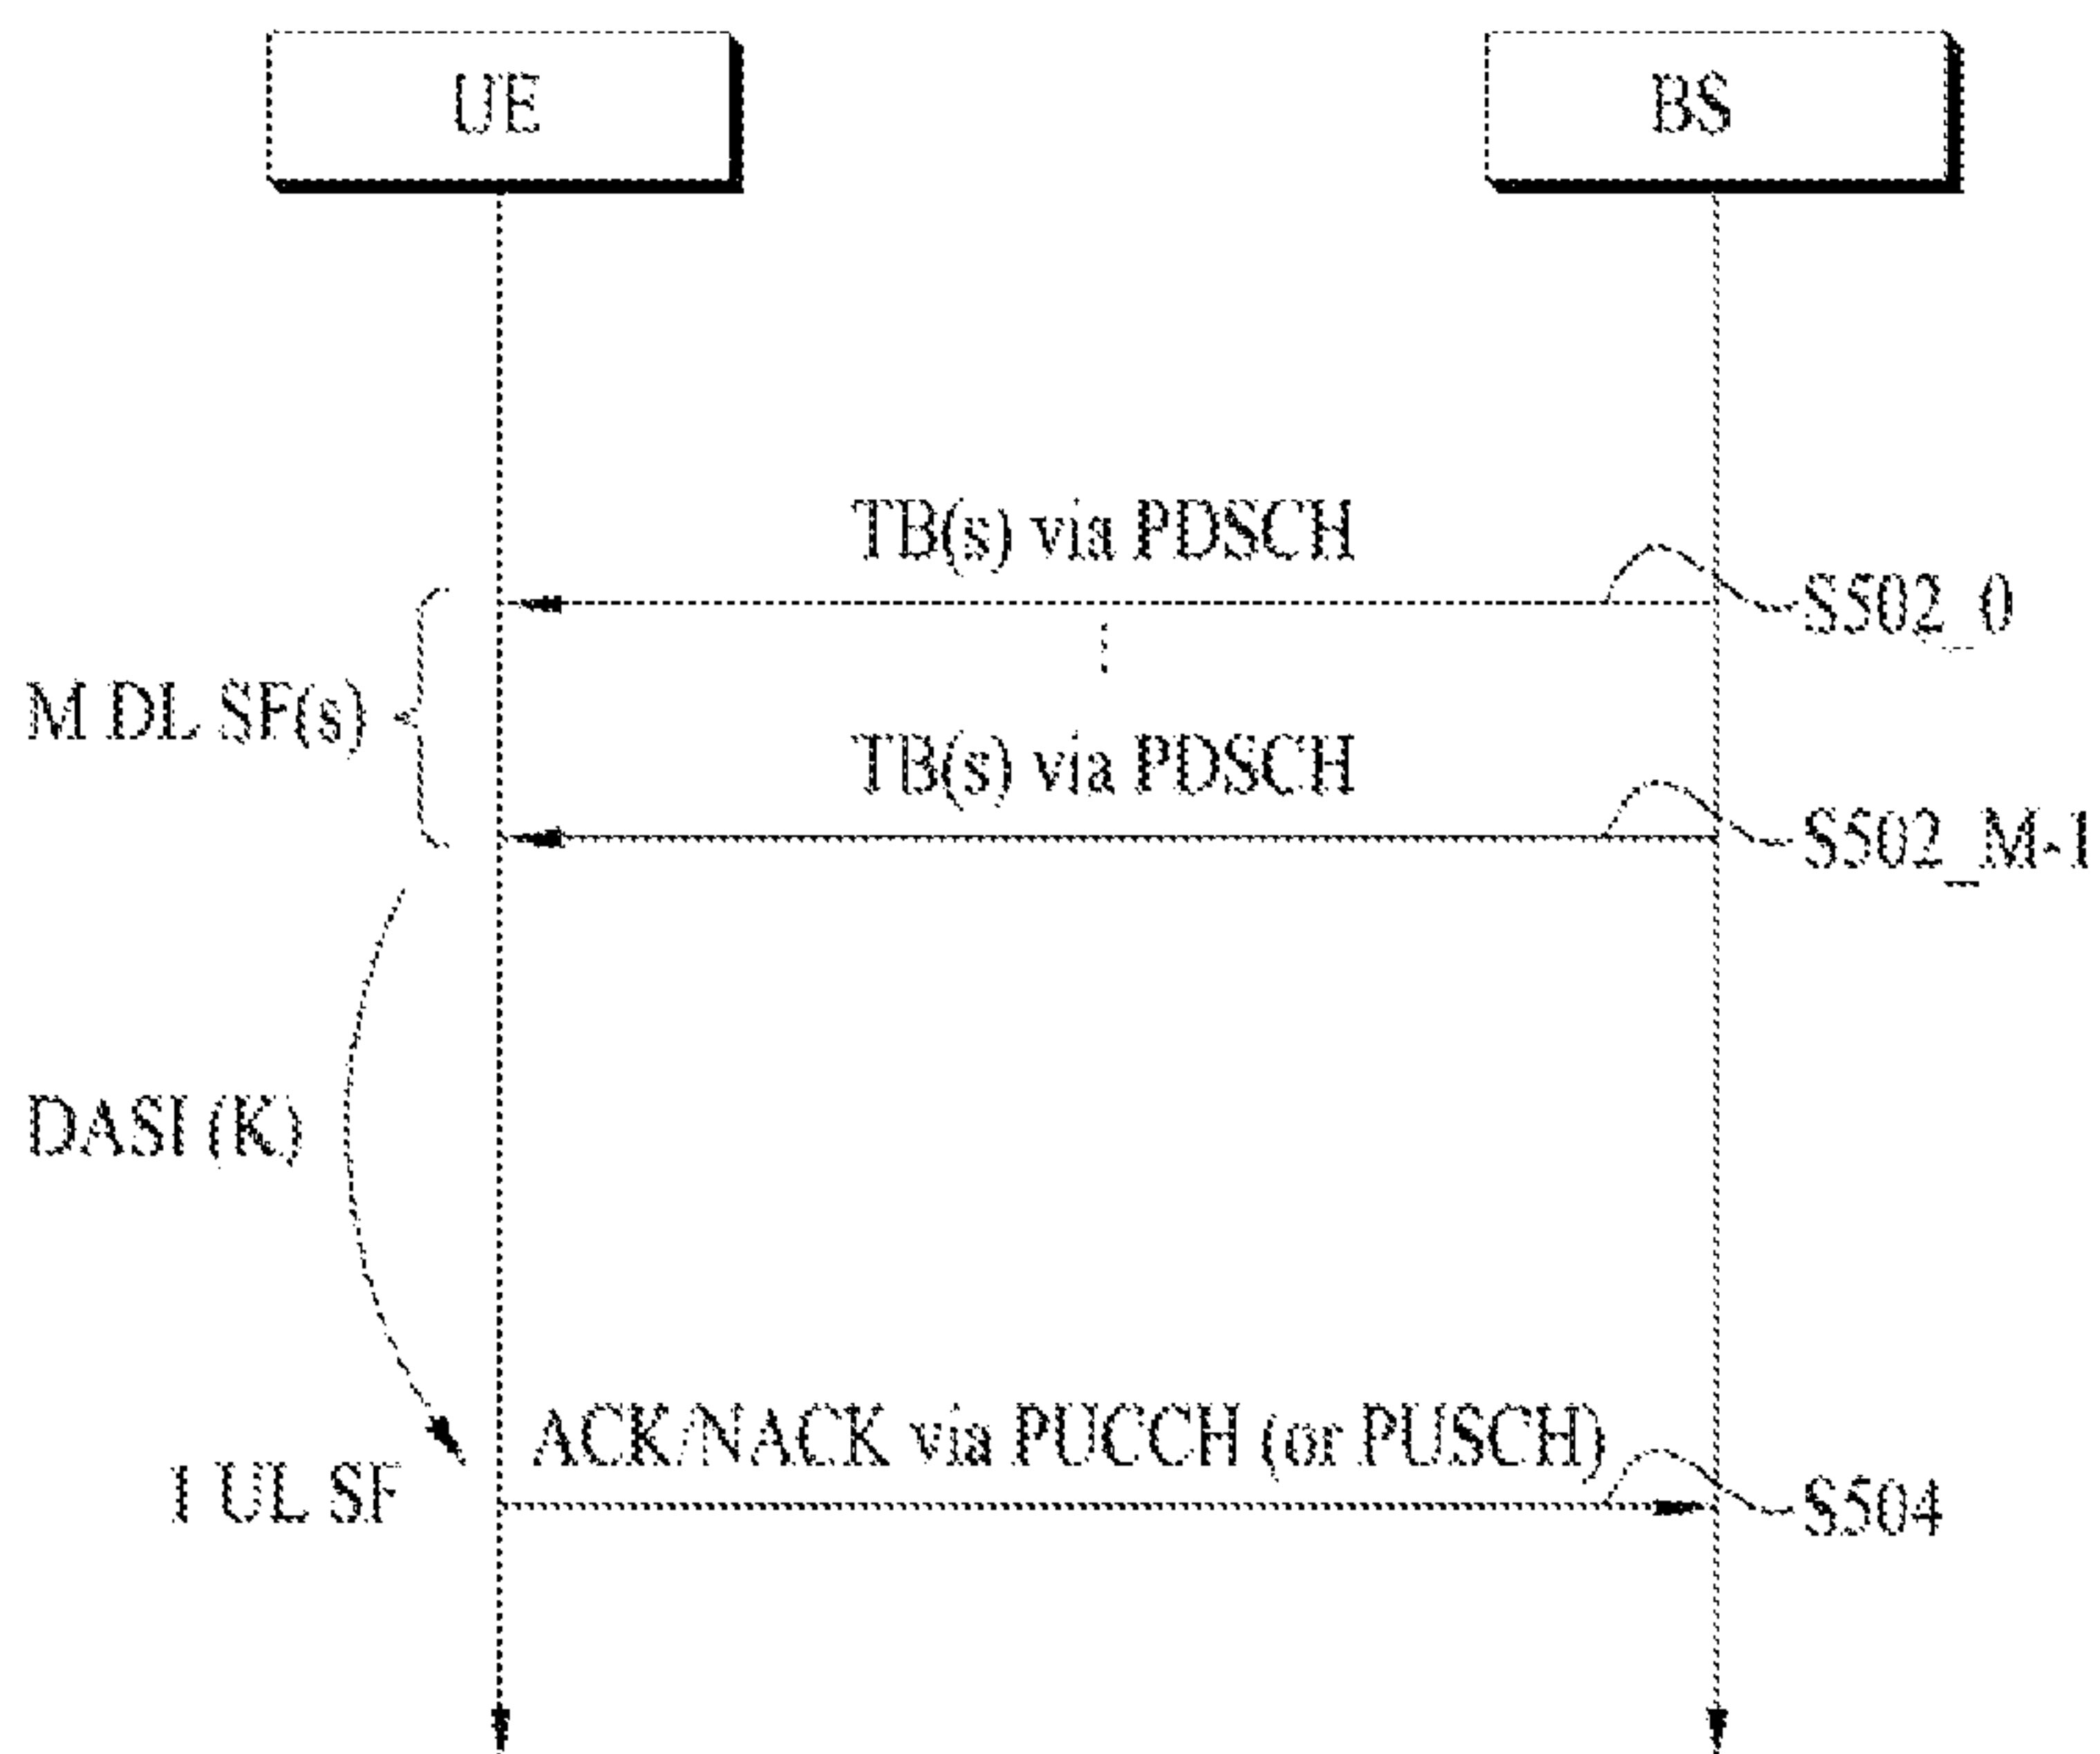 UE
BS
TB(s) via PDSCH
S502_0
M DL SF(s)
TB(s) via PDSCH
S502_M-1
DASI (K)
ACK/NACK via PUCCH (or PUSCH)
1 UL SF
S504